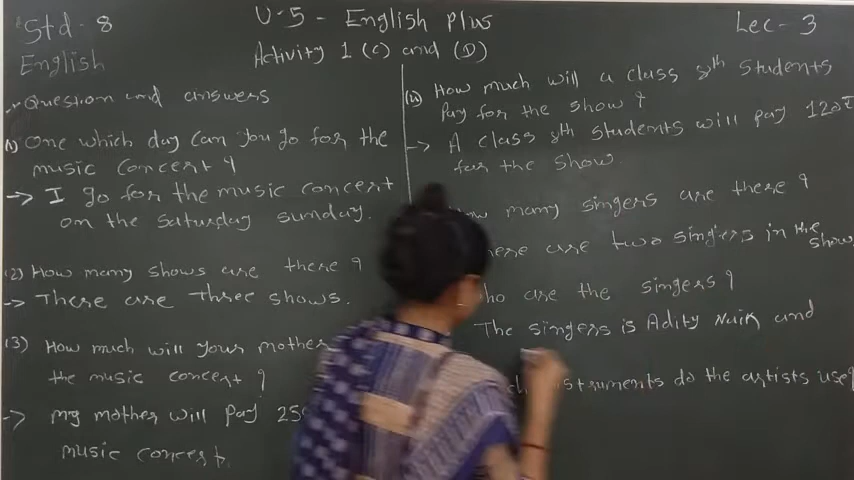 Std - 8
U-5 - English Plus
Lec - 3
English
Activity 1 (C) and (D)
Question and answers
(1) One which day can you go for the
music concert ?
→ I go for the music concert
on the saturday sunday.
(2) How many shows are there ?
→ There are three shows.
(3) How much will your mother
the music concert ?
→ my mother will pay
music concert.
How much will a class 8th students
pay for the show ?
→ A class 8th students will pay 120
for the show.
many singers are there ?
are two singers in the
show
are the singers ?
The singers is Adity Naik and
do the artists use?